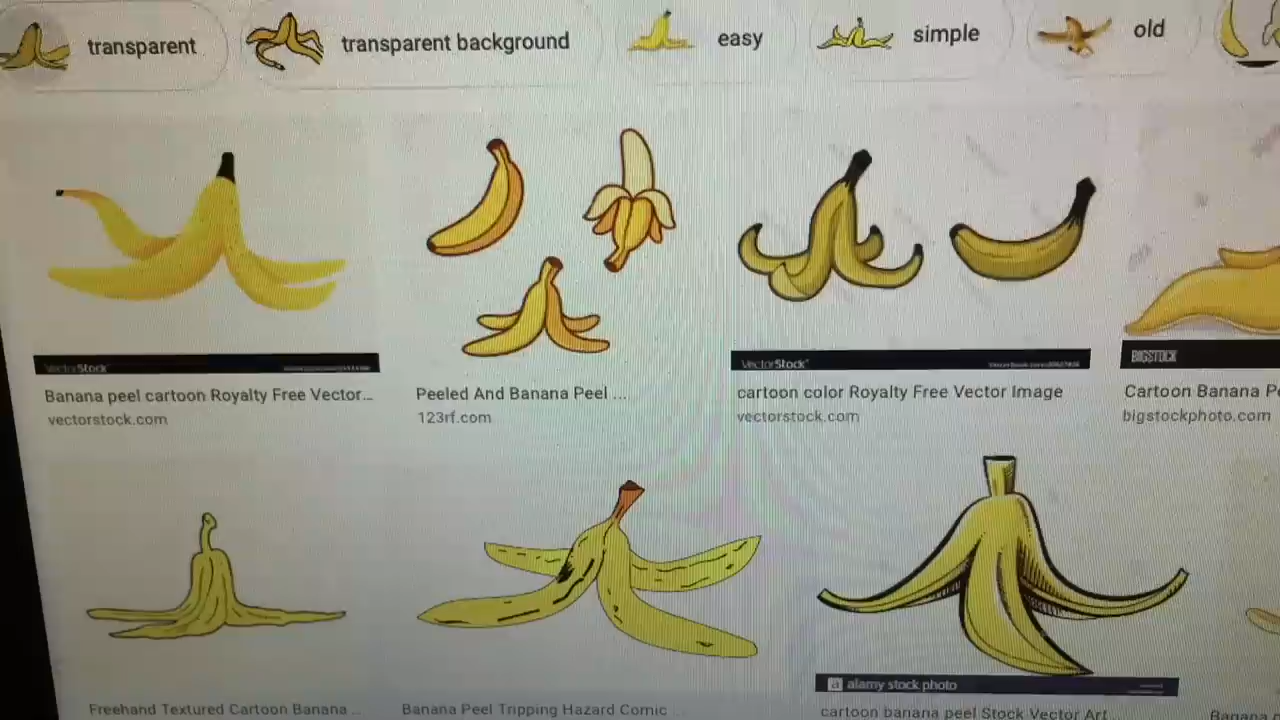 transparent
transparent background
easy
simple
old
VectorStock
VectorStock
BIGSTOCK
Banana peel cartoon Royalty Free Vector...
Peeled And Banana Peel ...
cartoon color Royalty Free Vector Image
Cartoon Banana Pe
vectorstock.com
123rf.com
vectorstock.com
bigstockphoto.com
a alamy stock photo
Freehand Textured Cartoon Banana ...
Banana Peel Tripping Hazard Comic ...
cartoon banana peel Stock Vector Art
Banana